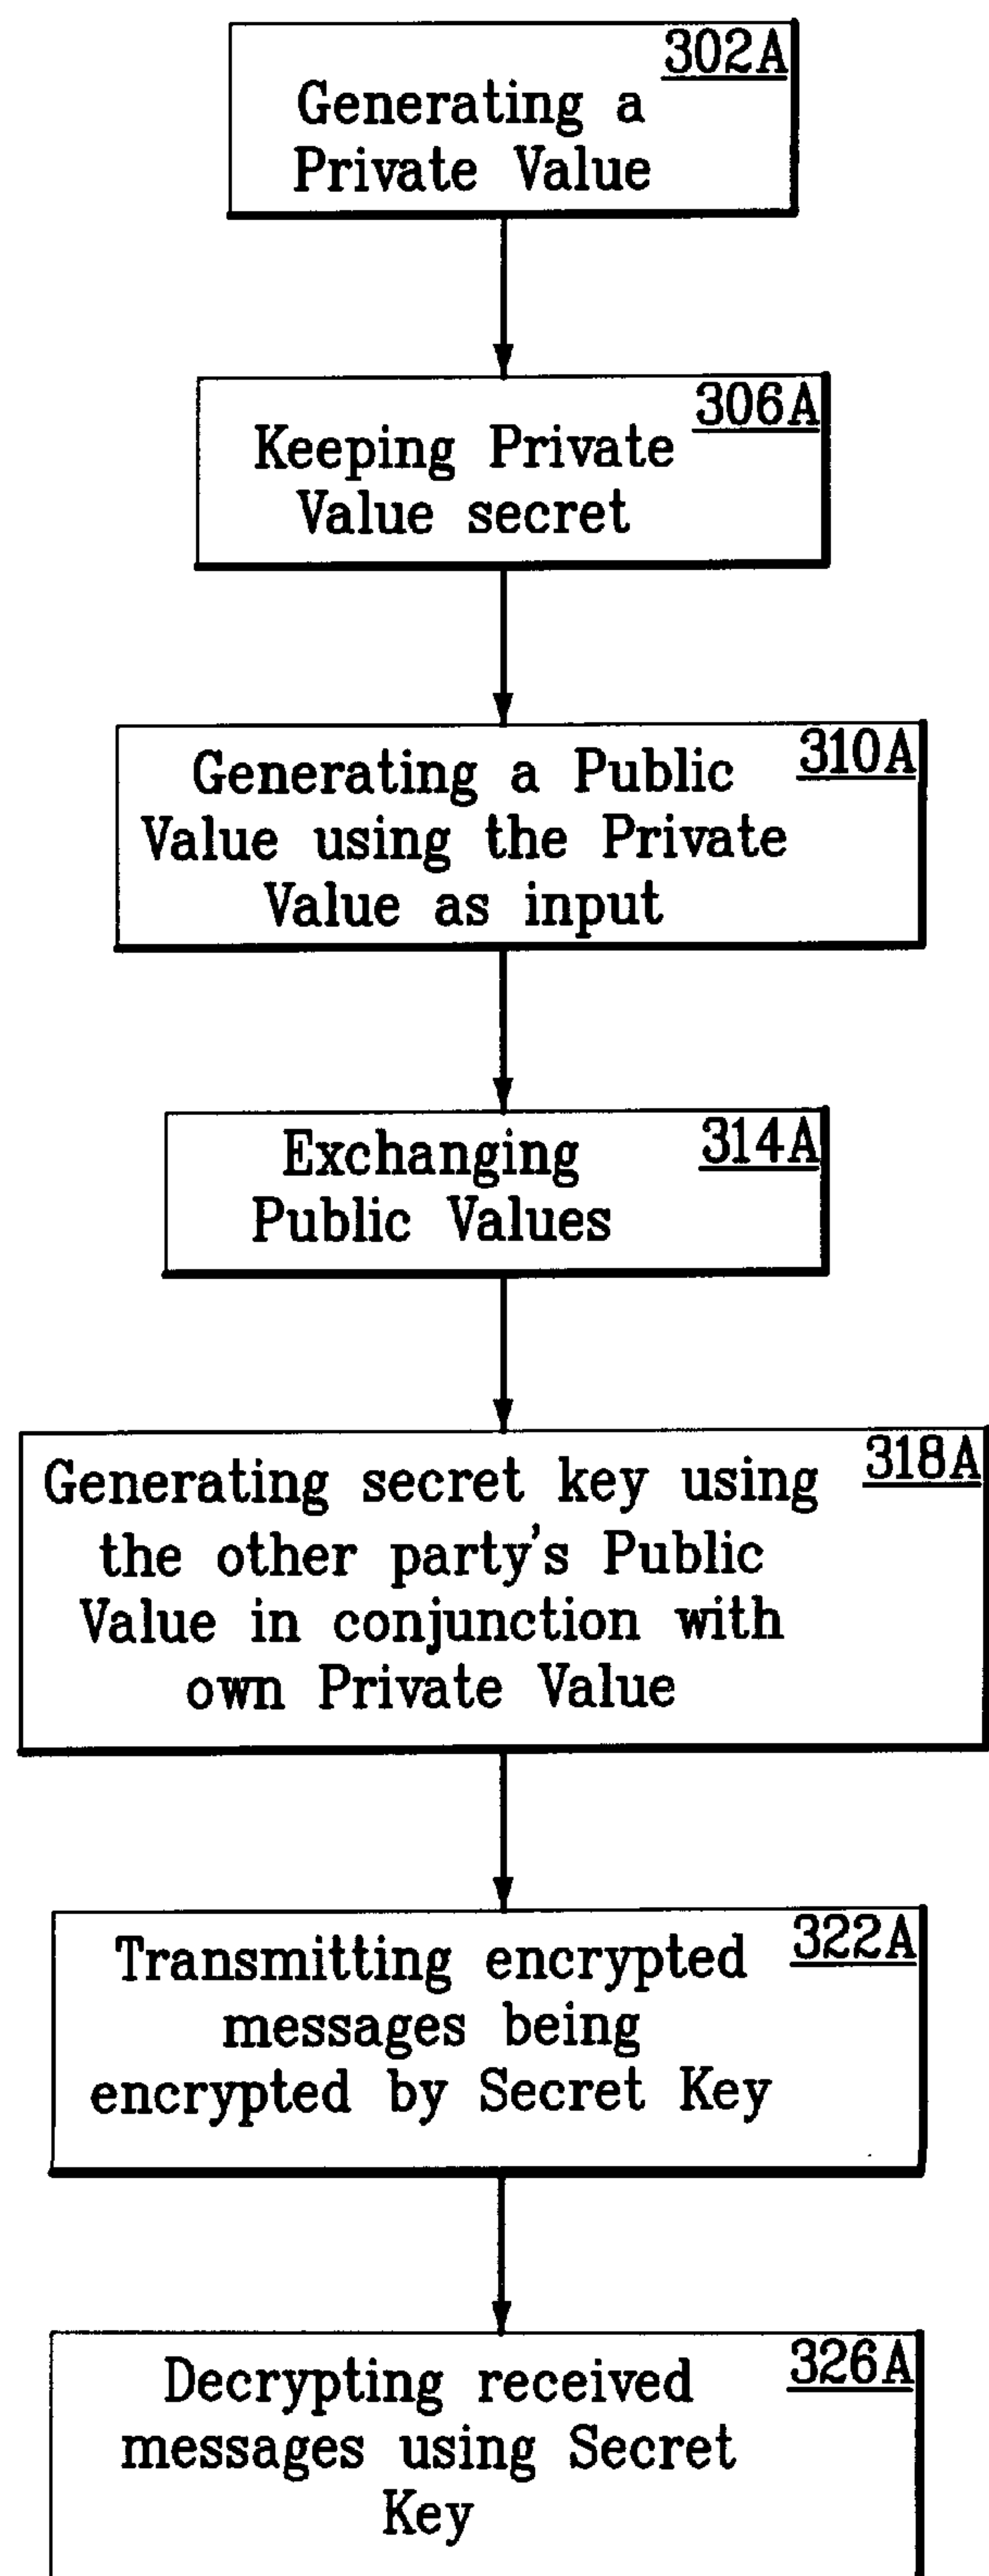 302A
Generating a
Private Value
306A
Keeping Private
Value secret
310A
Generating a Public
Value using the Private
Value as input
314A
Exchanging
Public Values
318A
Generating secret key using
the other party's Public
Value in conjunction with
own Private Value
322A
Transmitting encrypted
messages being
encrypted by Secret Key
326A
Decrypting received
messages using Secret
Key